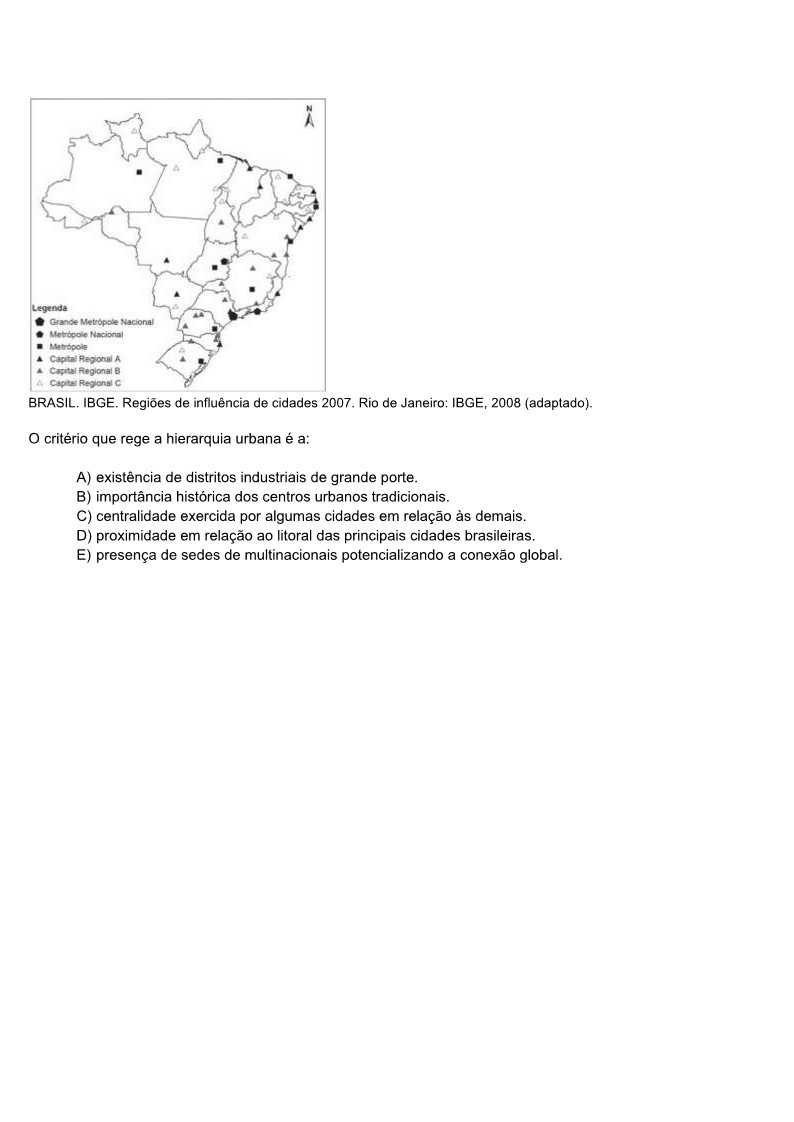 N
Legenda
Grande Metrópole Nacional
Metrópole Nacional
Metrópole
Capital Regional A
Capital Regional B
Capital Regional C
BRASIL. IBGE. Regiões de influência de cidades 2007. Rio de Janeiro: IBGE, 2008 (adaptado).
O critério que rege a hierarquia urbana é a:
A) existência de distritos industriais de grande porte.
B) importância histórica dos centros urbanos tradicionais.
C) centralidade exercida por algumas cidades em relação às demais.
D) proximidade em relação ao litoral das principais cidades brasileiras.
E) presença de sedes de multinacionais potencializando a conexão global.